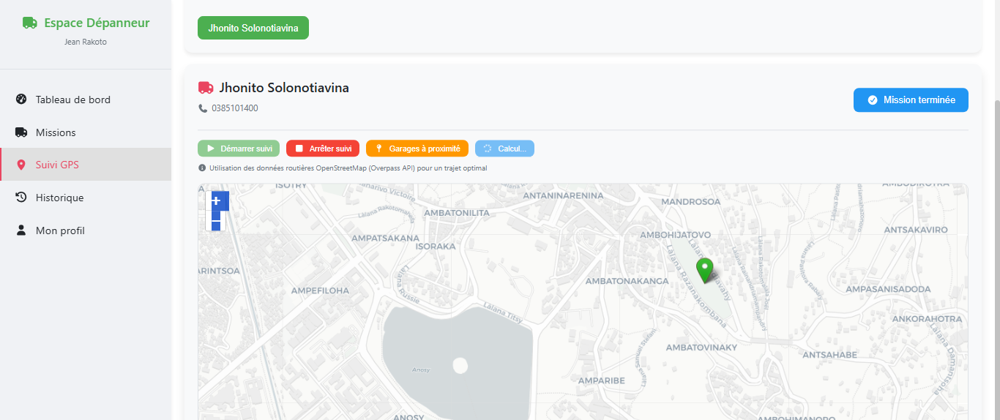 Espace Dépanneur
Jean Rakoto
Tableau de bord
Missions
Suivi GPS
Historique
Mon profil
Jhonito Solonotiavina
Jhonito Solonotiavina
0385101400
Mission terminée
Démarrer suivi
Arrêter suivi
Garages à proximité
Calcul...
Utilisation des données routières OpenStreetMap (Overpass API) pour un trajet optimal
+
−
ISOTRY
ANTANINARENINA
MANDROSOA
AMBATONILITA
Lalana Rakotomalala
AMPATSAKANA
ISORAKA
AMBOHIJATOVO
ANTSAKAVIRO
ARINTSOA
AMPEFILOHA
Lalana Russie
AMBATONAKANGA
Làlana Razanakombana
AMPASANISADODA
Lalana Titsy
ANKORAHOTRA
AMBATOVINAKY
ANTSAHABE
Anosy
AMPARIBE
Lalana Damantsoha
ANOSY
AMBOHIMANORO